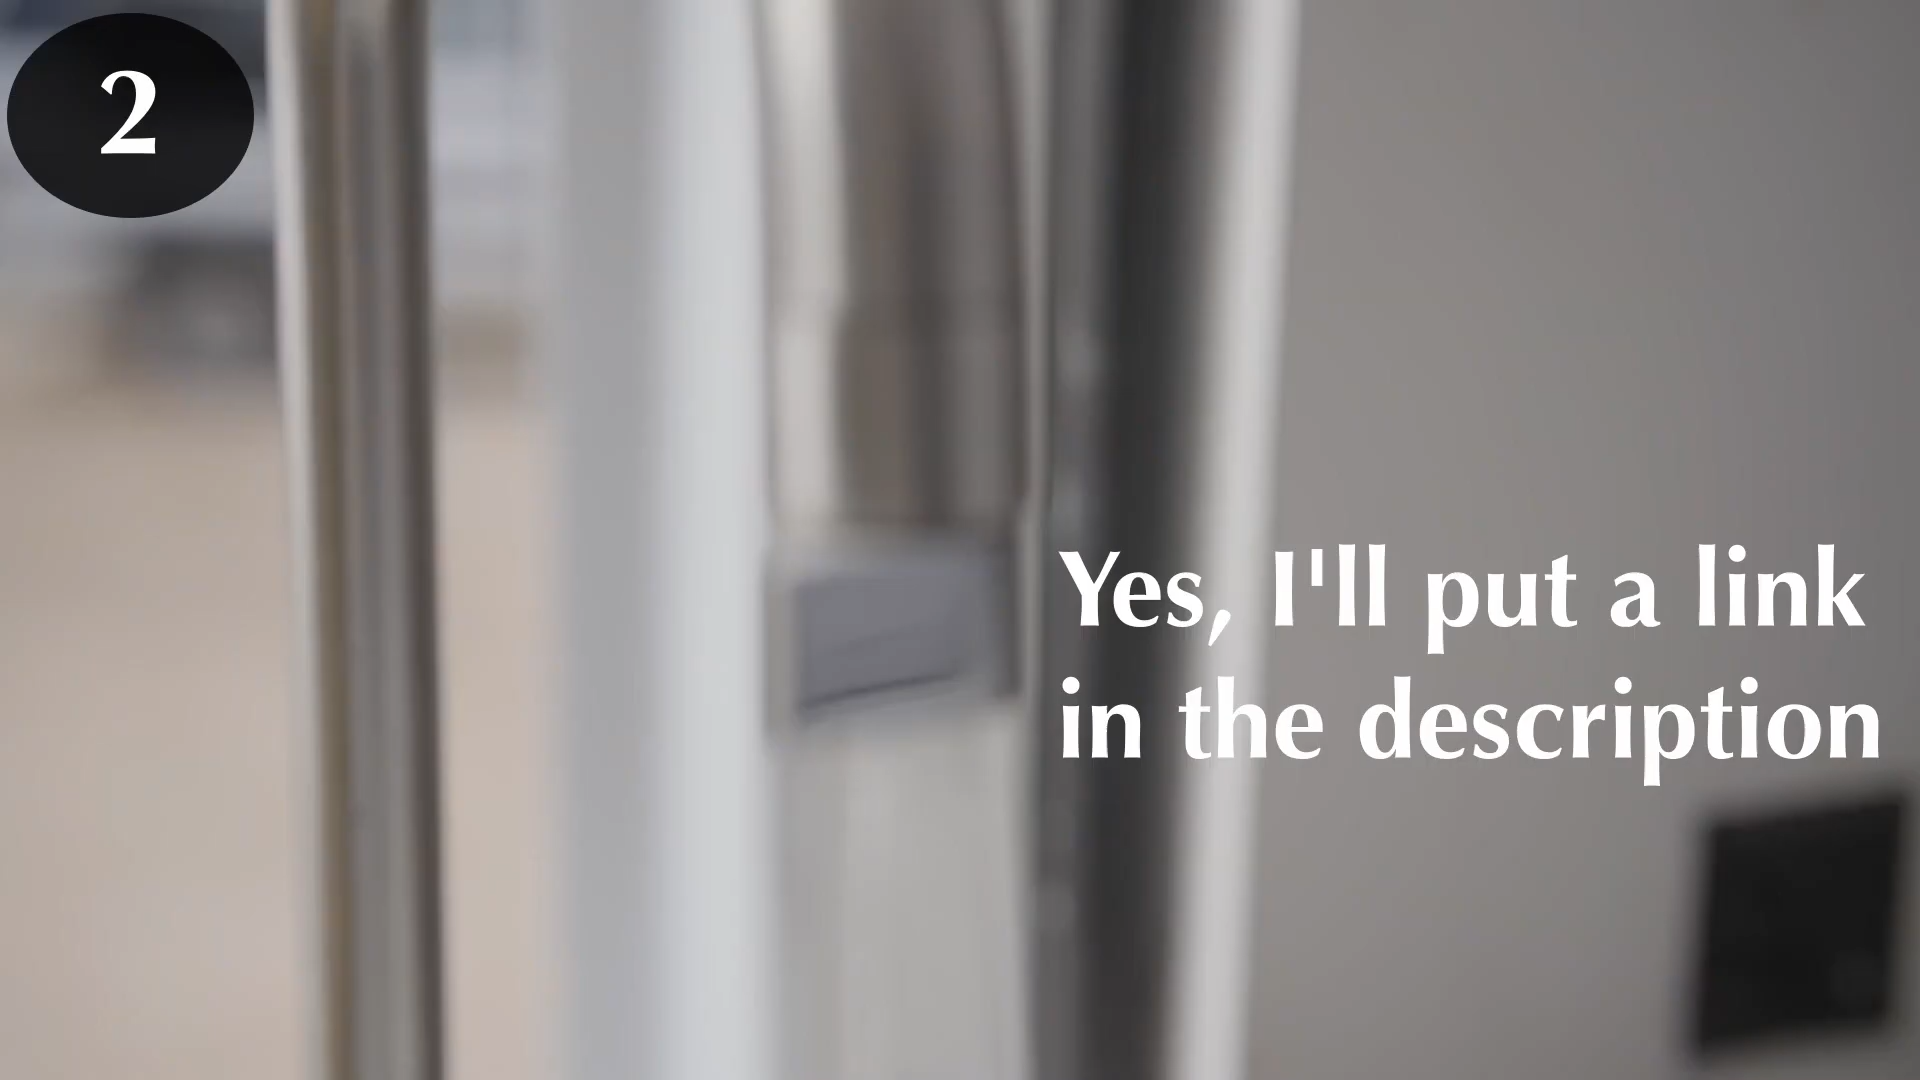 2
Yes, I'll put a link
in the description